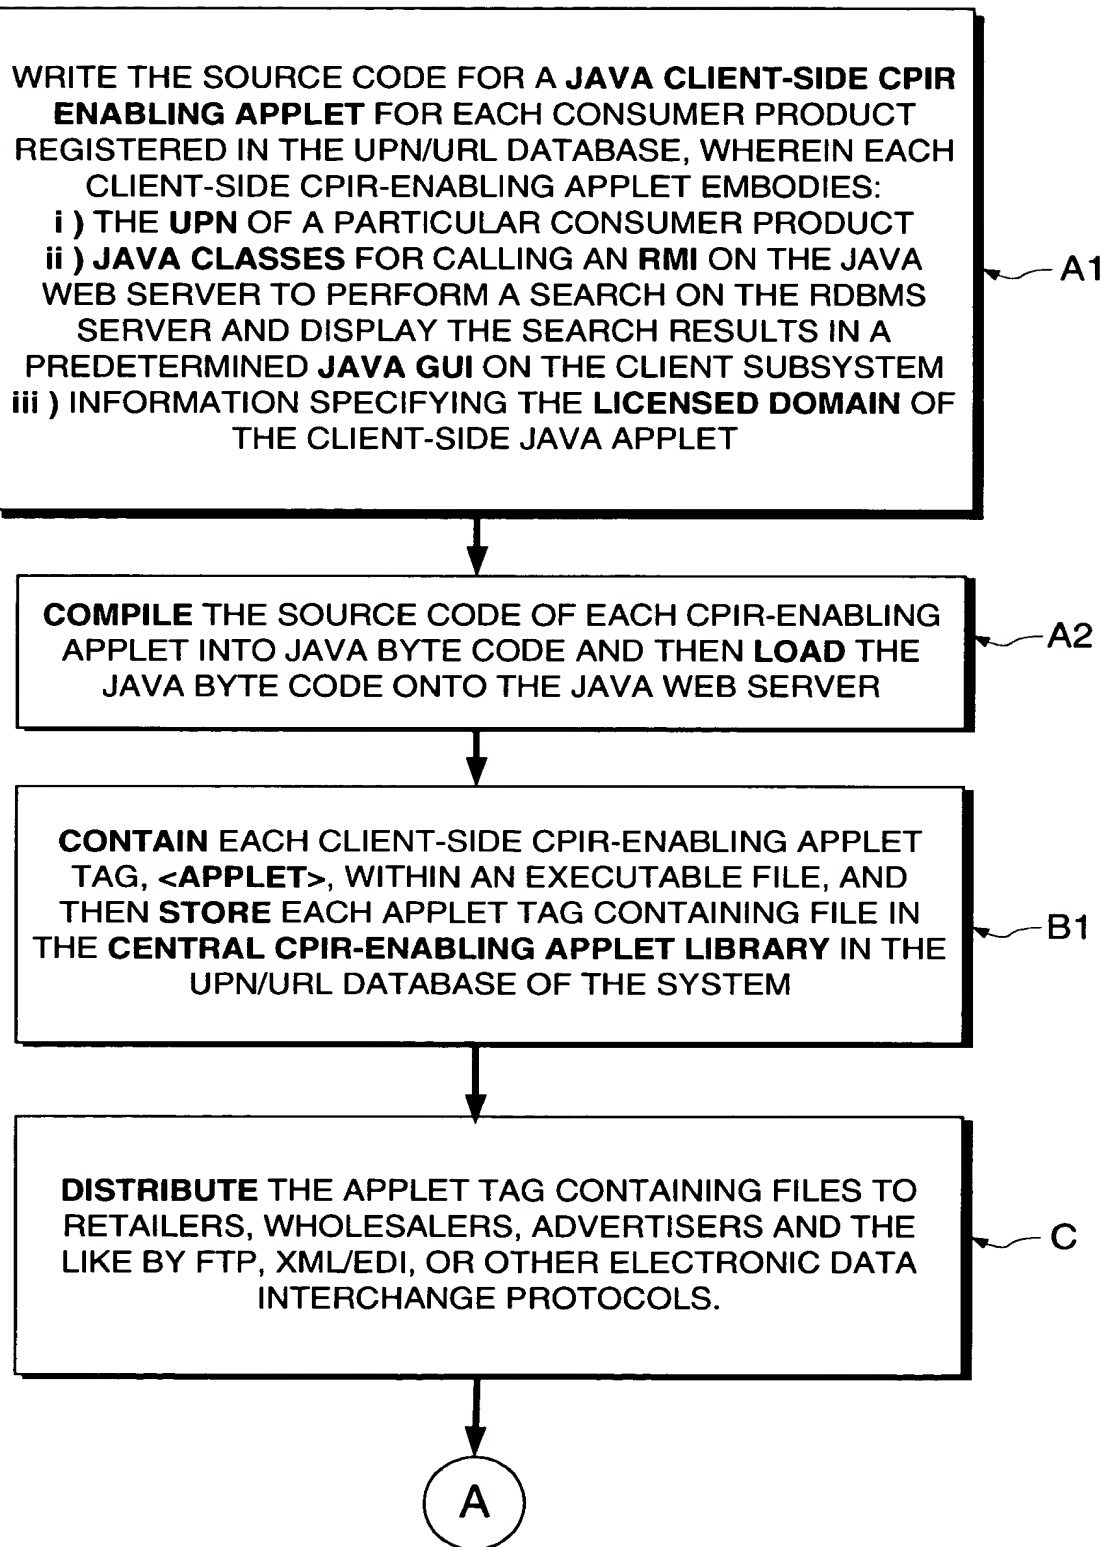 WRITE THE SOURCE CODE FOR A JAVA CLIENT-SIDE CPIR
ENABLING APPLET FOR EACH CONSUMER PRODUCT
REGISTERED IN THE UPN/URL DATABASE, WHEREIN EACH
CLIENT-SIDE CPIR-ENABLING APPLET EMBODIES:
i ) THE UPN OF A PARTICULAR CONSUMER PRODUCT
ii ) JAVA CLASSES FOR CALLING AN RMI ON THE JAVA
WEB SERVER TO PERFORM A SEARCH ON THE RDBMS
SERVER AND DISPLAY THE SEARCH RESULTS IN A
PREDETERMINED JAVA GUI ON THE CLIENT SUBSYSTEM
iii ) INFORMATION SPECIFYING THE LICENSED DOMAIN OF
THE CLIENT-SIDE JAVA APPLET
A1
COMPILE THE SOURCE CODE OF EACH CPIR-ENABLING
APPLET INTO JAVA BYTE CODE AND THEN LOAD THE
JAVA BYTE CODE ONTO THE JAVA WEB SERVER
A2
CONTAIN EACH CLIENT-SIDE CPIR-ENABLING APPLET
TAG, <APPLET>, WITHIN AN EXECUTABLE FILE, AND
THEN STORE EACH APPLET TAG CONTAINING FILE IN
THE CENTRAL CPIR-ENABLING APPLET LIBRARY IN THE
UPN/URL DATABASE OF THE SYSTEM
B1
DISTRIBUTE THE APPLET TAG CONTAINING FILES TO
RETAILERS, WHOLESALERS, ADVERTISERS AND THE
LIKE BY FTP, XML/EDI, OR OTHER ELECTRONIC DATA
INTERCHANGE PROTOCOLS.
C
A